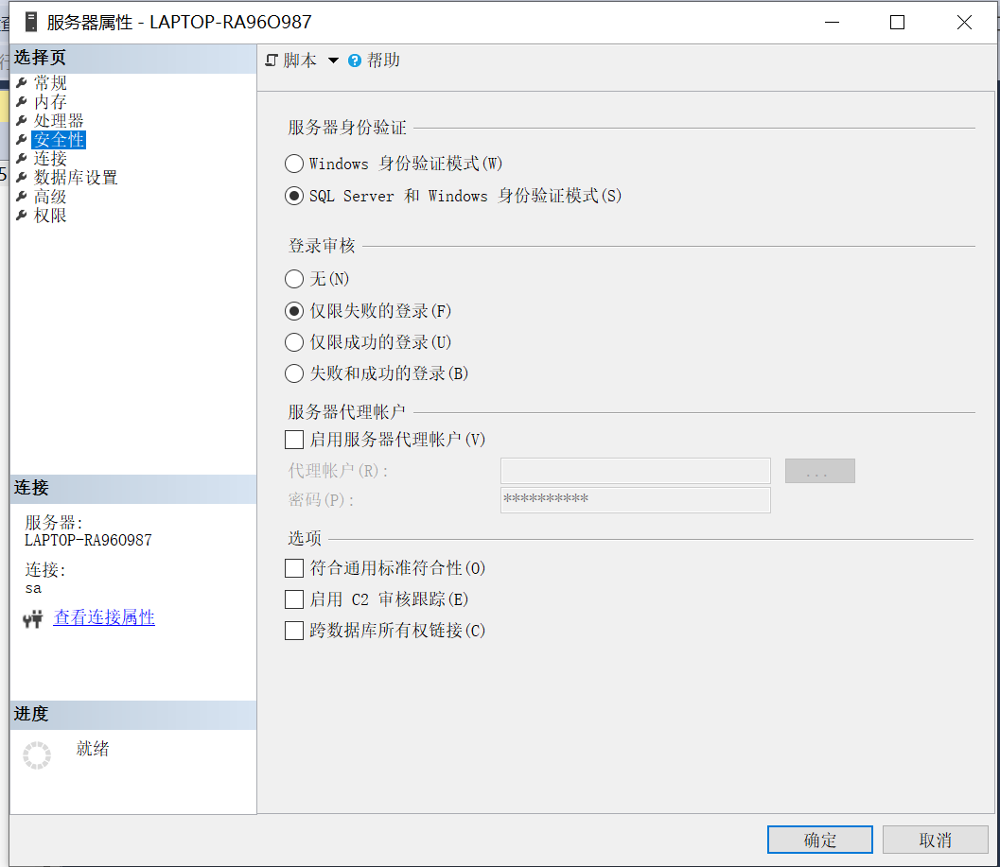 服务器属性 - LAPTOP-RA96O987
选择页
常规
内存
处理器
安全性
连接
数据库设置
高级
权限
脚本
帮助
服务器身份验证
Windows 身份验证模式(W)
SQL Server 和 Windows 身份验证模式(S)
登录审核
无(N)
仅限失败的登录(F)
仅限成功的登录(U)
失败和成功的登录(B)
服务器代理帐户
启用服务器代理帐户(V)
代理帐户(R):
...
密码(P):
**********
选项
符合通用标准符合性(O)
启用 C2 审核跟踪(E)
跨数据库所有权链接(C)
连接
服务器:
LAPTOP-RA96O987
连接:
sa
查看连接属性
进度
就绪
确定
取消